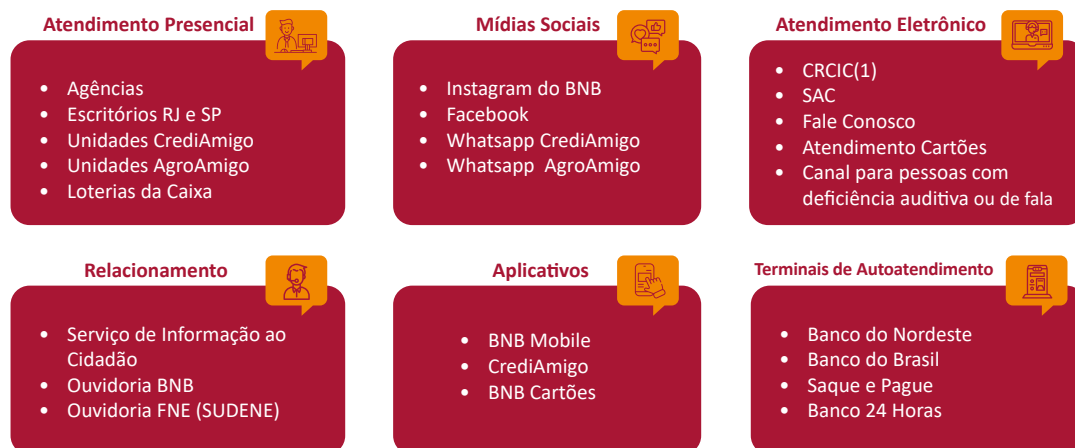 Atendimento Presencial
• Agências
• Escritórios RJ e SP
• Unidades CrediAmigo
• Unidades AgroAmigo
• Loterias da Caixa
Mídias Sociais
• Instagram do BNB
• Facebook
• Whatsapp CrediAmigo
• Whatsapp AgroAmigo
Atendimento Eletrônico
• CRCIC(1)
• SAC
• Fale Conosco
• Atendimento Cartões
• Canal para pessoas com
deficiência auditiva ou de fala
Relacionamento
• Serviço de Informação ao
Cidadão
• Ouvidoria BNB
• Ouvidoria FNE (SUDENE)
Aplicativos
• BNB Mobile
• CrediAmigo
• BNB Cartões
Terminais de Autoatendimento
• Banco do Nordeste
• Banco do Brasil
• Saque e Pague
• Banco 24 Horas